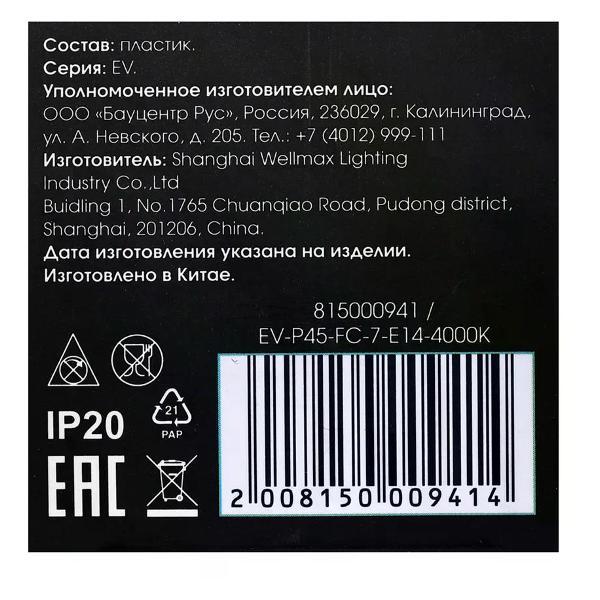 Состав: пластик.
Серия: EV.
Уполномоченное изготовителем лицо:
ООО «Бауцентр Рус», Россия, 236029, г. Калининград,
ул. А. Невского, д. 205. Тел.: +7 (4012) 999-111
Изготовитель: Shanghai Wellmax Lighting
Industry Co.,Ltd
Buidling 1, No.1765 Chuanqiao Road, Pudong district,
Shanghai, 201206, China.
Дата изготовления указана на изделии.
Изготовлено в Китае.
815000941 /
EV-P45-FC-7-E14-4000K
IP20
21
PAP
EAC
2 008150 009414